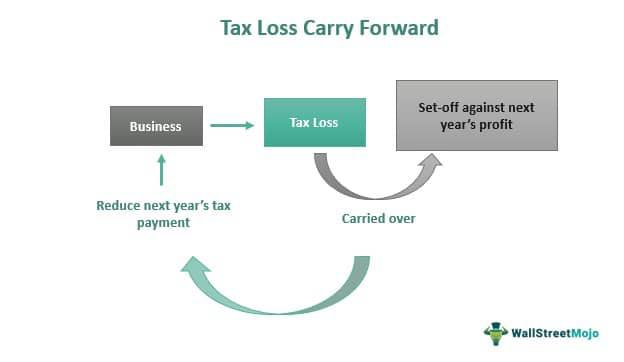 Tax Loss Carry Forward
Business
Tax Loss
Set-off against next
year's profit
Reduce next year's tax
payment
Carried over
WallStreetMojo